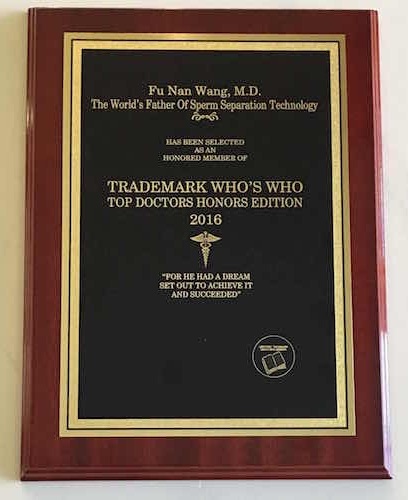 Fu Nan Wang, M.D.
The World's Father Of Sperm Separation Technology
HAS BEEN SELECTED
AS AN
HONORED MEMBER OF
TRADEMARK WHO'S WHO
TOP DOCTORS HONORS EDITION
2016
"FOR HE HAD A DREAM
SET OUT TO ACHIEVE IT
AND SUCCEEDED"